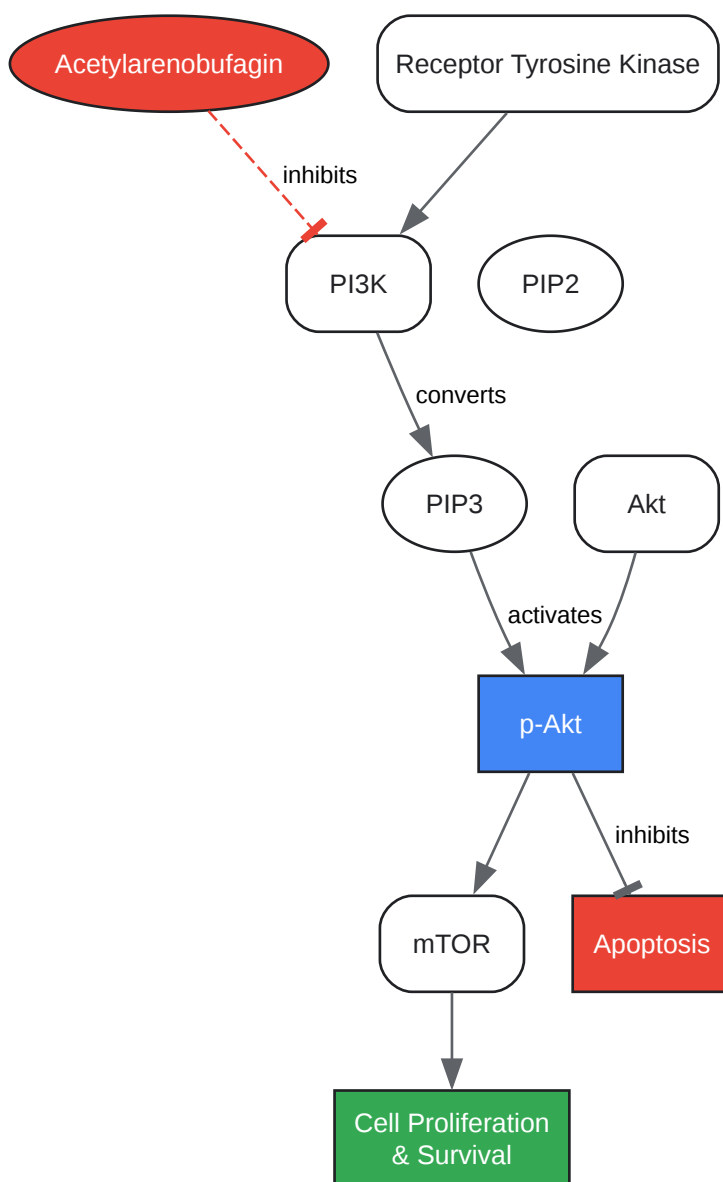 Acetylarenobufagin
Receptor Tyrosine Kinase
inhibits
PI3K
PIP2
converts
PIP3
Akt
activates
p-Akt
inhibits
mTOR
Apoptosis
Cell Proliferation
& Survival